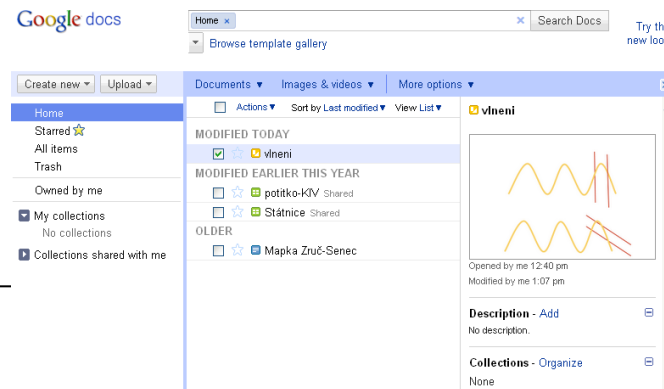 Google docs
Home ×
× Search Docs
Try th
new loo
Browse template gallery
Create new Upload
Documents Images & videos More options
Home
Starred
All items
Trash
Owned by me
My collections
No collections
Collections shared with me
Actions Sort by Last modified View List
MODIFIED TODAY
vlneni
MODIFIED EARLIER THIS YEAR
potitko-KIV Shared
Státnice Shared
OLDER
Mapka Zruč-Senec
vlneni
Opened by me 12:40 pm
Modified by me 1:07 pm
Description - Add
No description.
Collections - Organize
None